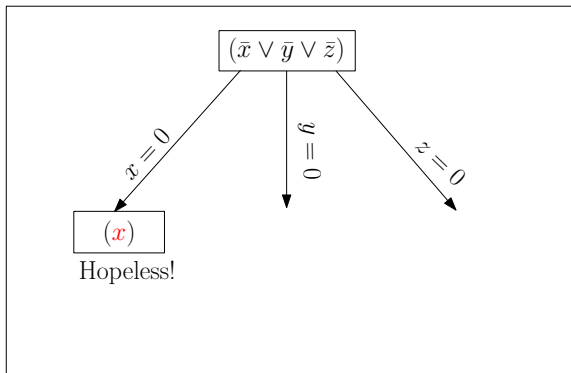 (x̄ ∨ ȳ ∨ z̄)
x = 0
y = 0
z = 0
(x)
Hopeless!